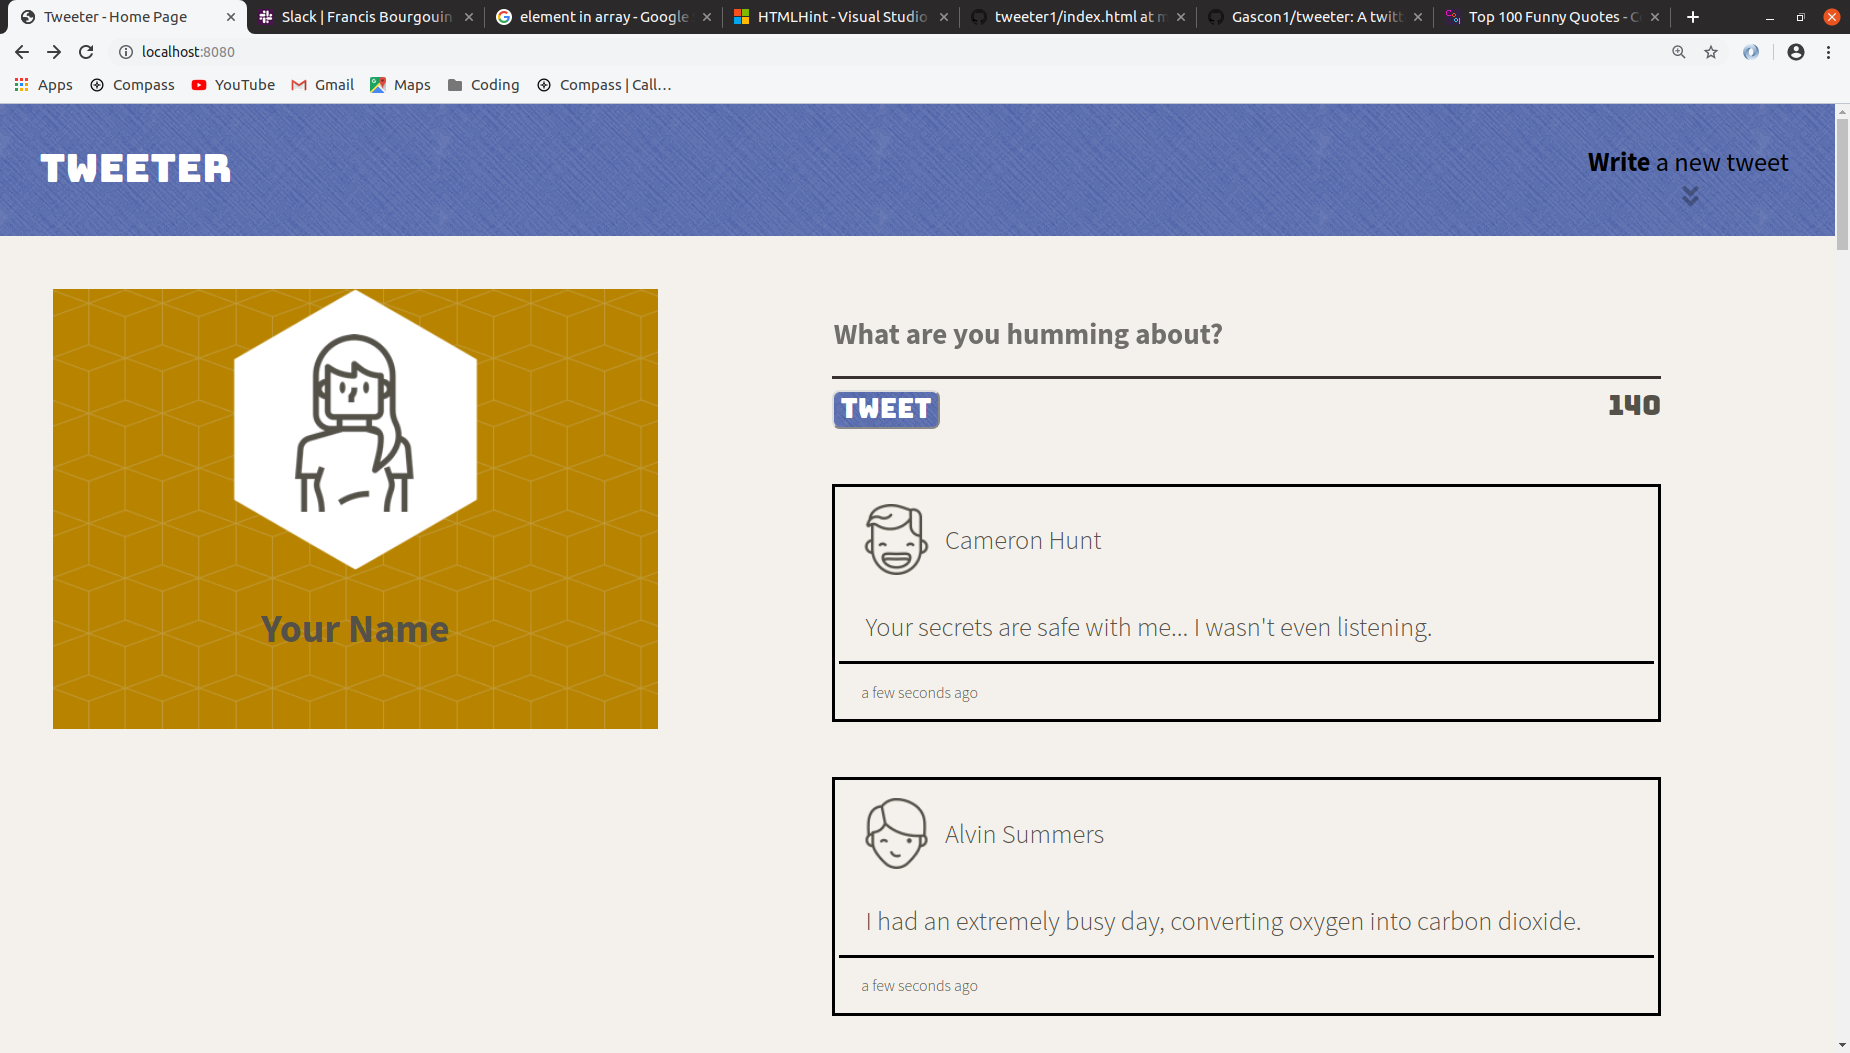 Tweeter - Home Page
Slack | Francis Bourgouin
element in array - Google
HTMLHint - Visual Studio
tweeter1/index.html at
Gascon1/tweeter: A twitt
Top 100 Funny Quotes -
localhost:8080
Apps
Compass
YouTube
Gmail
Maps
Coding
Compass | Call...
TWEETER
Write a new tweet
Your Name
What are you humming about?
TWEET
140
Cameron Hunt
Your secrets are safe with me... I wasn't even listening.
a few seconds ago
Alvin Summers
I had an extremely busy day, converting oxygen into carbon dioxide.
a few seconds ago